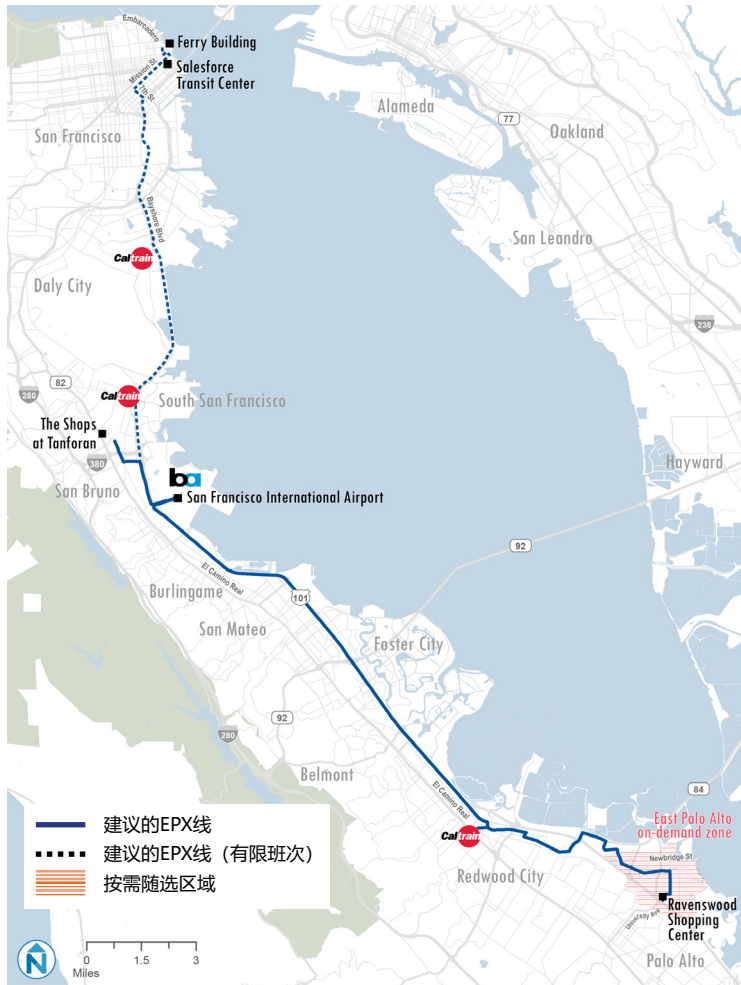 Embarcadero
Ferry Building
Mission St
Salesforce
Transit Center
7th St
San Francisco
Alameda
77
Oakland
Bayshore Blvd
San Leandro
Caltrain
Daly City
238
82
280
Caltrain
South San Francisco
The Shops
at Tanforan
380
Hayward
San Bruno
ba
San Francisco International Airport
92
El Camino Real
101
Burlingame
San Mateo
Foster City
92
280
Belmont
84
El Camino Real
East Palo Alto
on-demand zone
Caltrain
Newbridge St
Redwood City
University Ave
Ravenswood
Shopping
Center
Palo Alto
建议的EPX线
建议的EPX线（有限班次）
按需随选区域
N
0 1.5 3
Miles